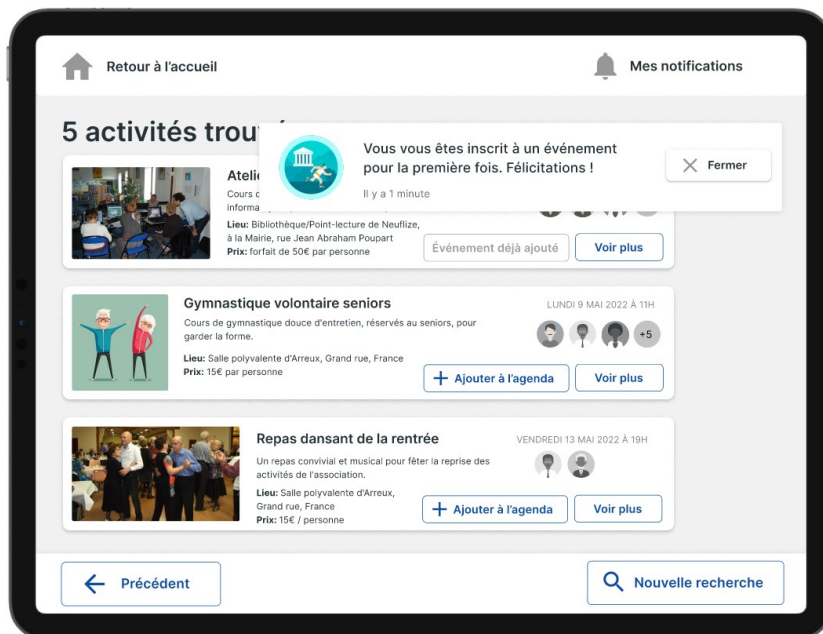 Retour à l'accueil
Mes notifications
5 activités
Vous vous êtes inscrit à un événement
pour la première fois. Félicitations !
Il y a 1 minute
Fermer
Cours
Lieu: Bibliothèque/Point-lecture de Neuflize,
à la Mairie, rue Jean Abraham Poupart
Prix: forfait de 50€ par personne
Événement déjà ajouté
Voir plus
Gymnastique volontaire seniors
LUNDI 9 MAI 2022 À 11H
Cours de gymnastique douce d'entretien, réservés au seniors, pour
garder la forme.
+5
Lieu: Salle polyvalente d'Arreux, Grand rue, France
Prix: 15€ par personne
Ajouter à l'agenda
Voir plus
Repas dansant de la rentrée
VENDREDI 13 MAI 2022 À 19H
Un repas convivial et musical pour fêter la reprise des
activités de l'association.
Lieu: Salle polyvalente d'Arreux,
Grand rue, France
Prix: 15€ / personne
Ajouter à l'agenda
Voir plus
Précédent
Nouvelle recherche